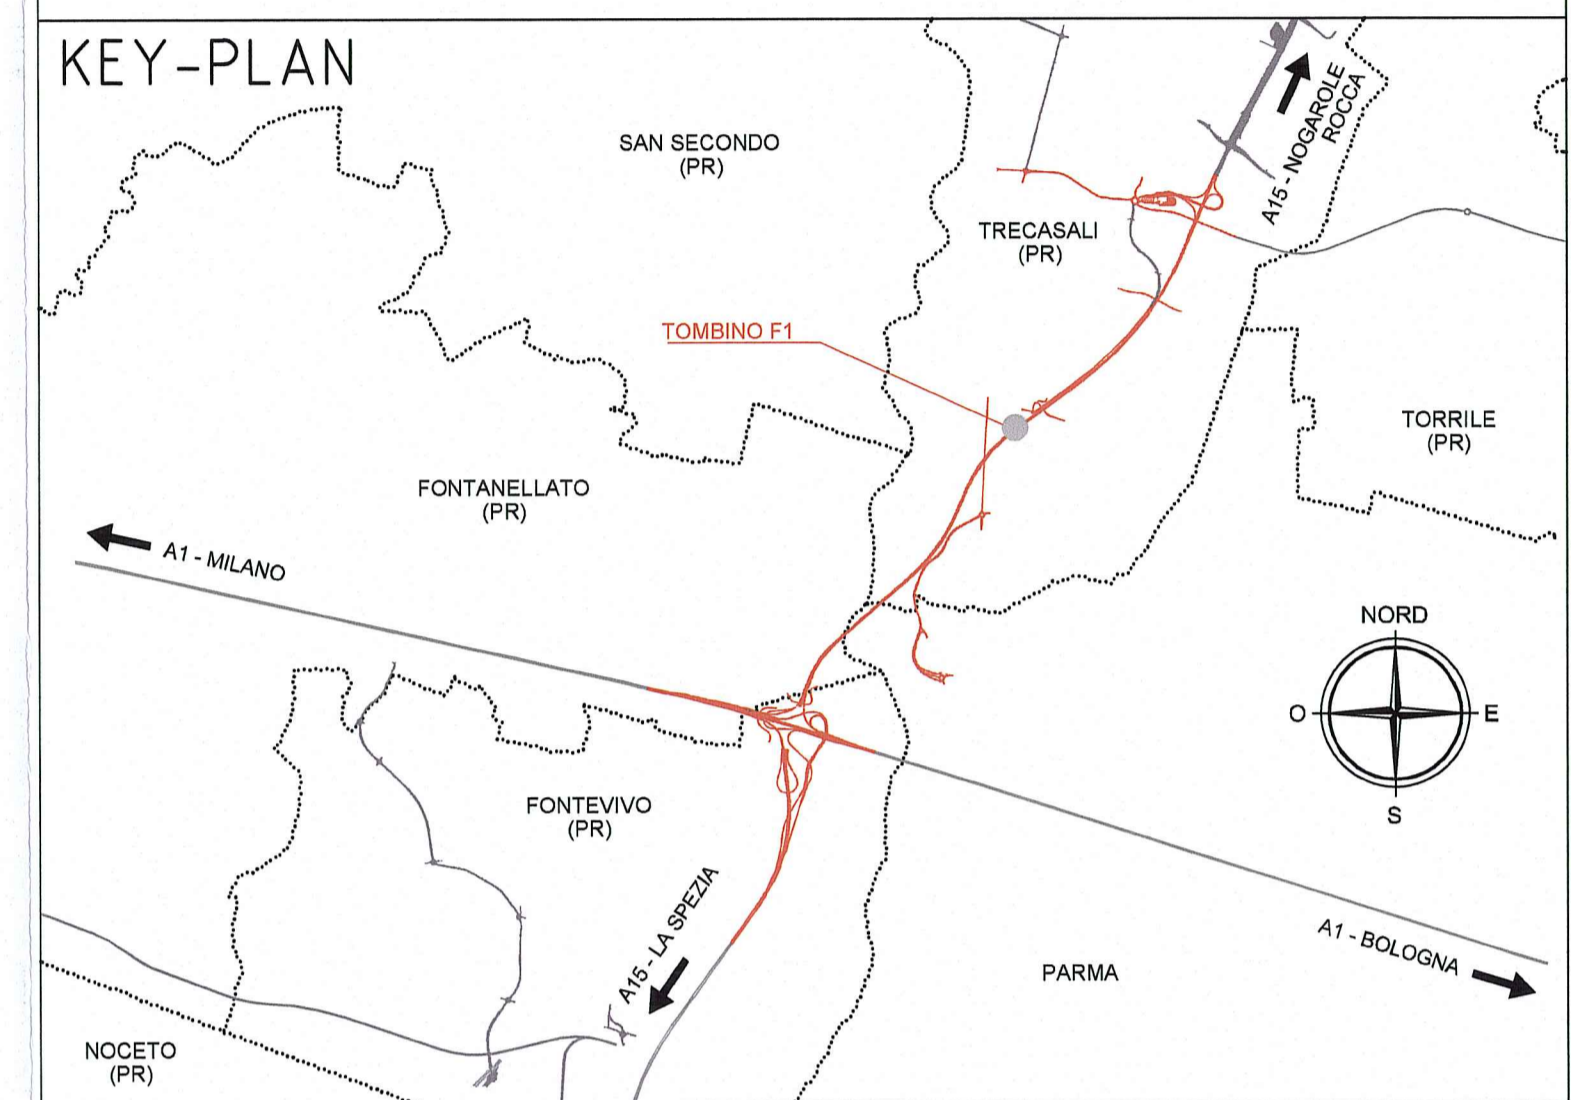 KEY-PLAN
SAN SECONDO
(PR)
A15 - NOGAROLE
ROCCA
TRECASALI
(PR)
TOMBINO F1
TORRILE
(PR)
FONTANELLATO
(PR)
A1 - MILANO
NORD
O
E
S
FONTEVIVO
(PR)
A15 - LA SPEZIA
A1 - BOLOGNA
PARMA
NOCETO
(PR)